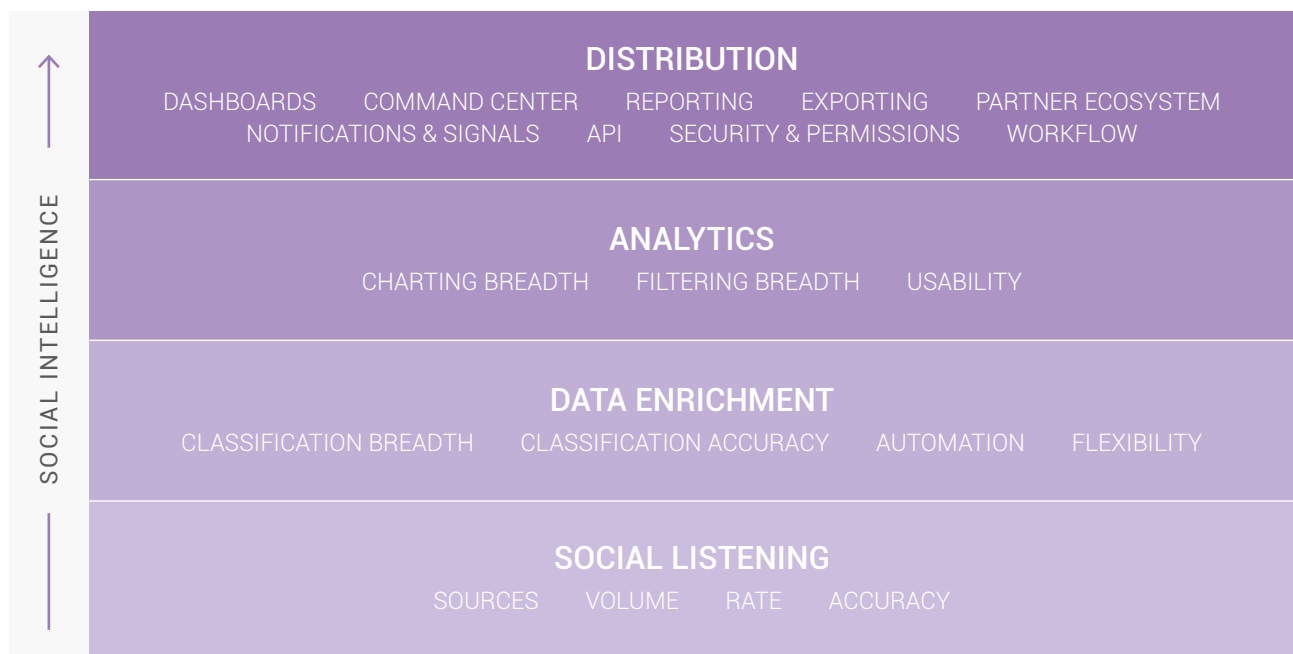 SOCIAL INTELLIGENCE
DISTRIBUTION
DASHBOARDS COMMAND CENTER REPORTING EXPORTING PARTNER ECOSYSTEM
NOTIFICATIONS & SIGNALS API SECURITY & PERMISSIONS WORKFLOW
ANALYTICS
CHARTING BREADTH FILTERING BREADTH USABILITY
DATA ENRICHMENT
CLASSIFICATION BREADTH CLASSIFICATION ACCURACY AUTOMATION FLEXIBILITY
SOCIAL LISTENING
SOURCES VOLUME RATE ACCURACY